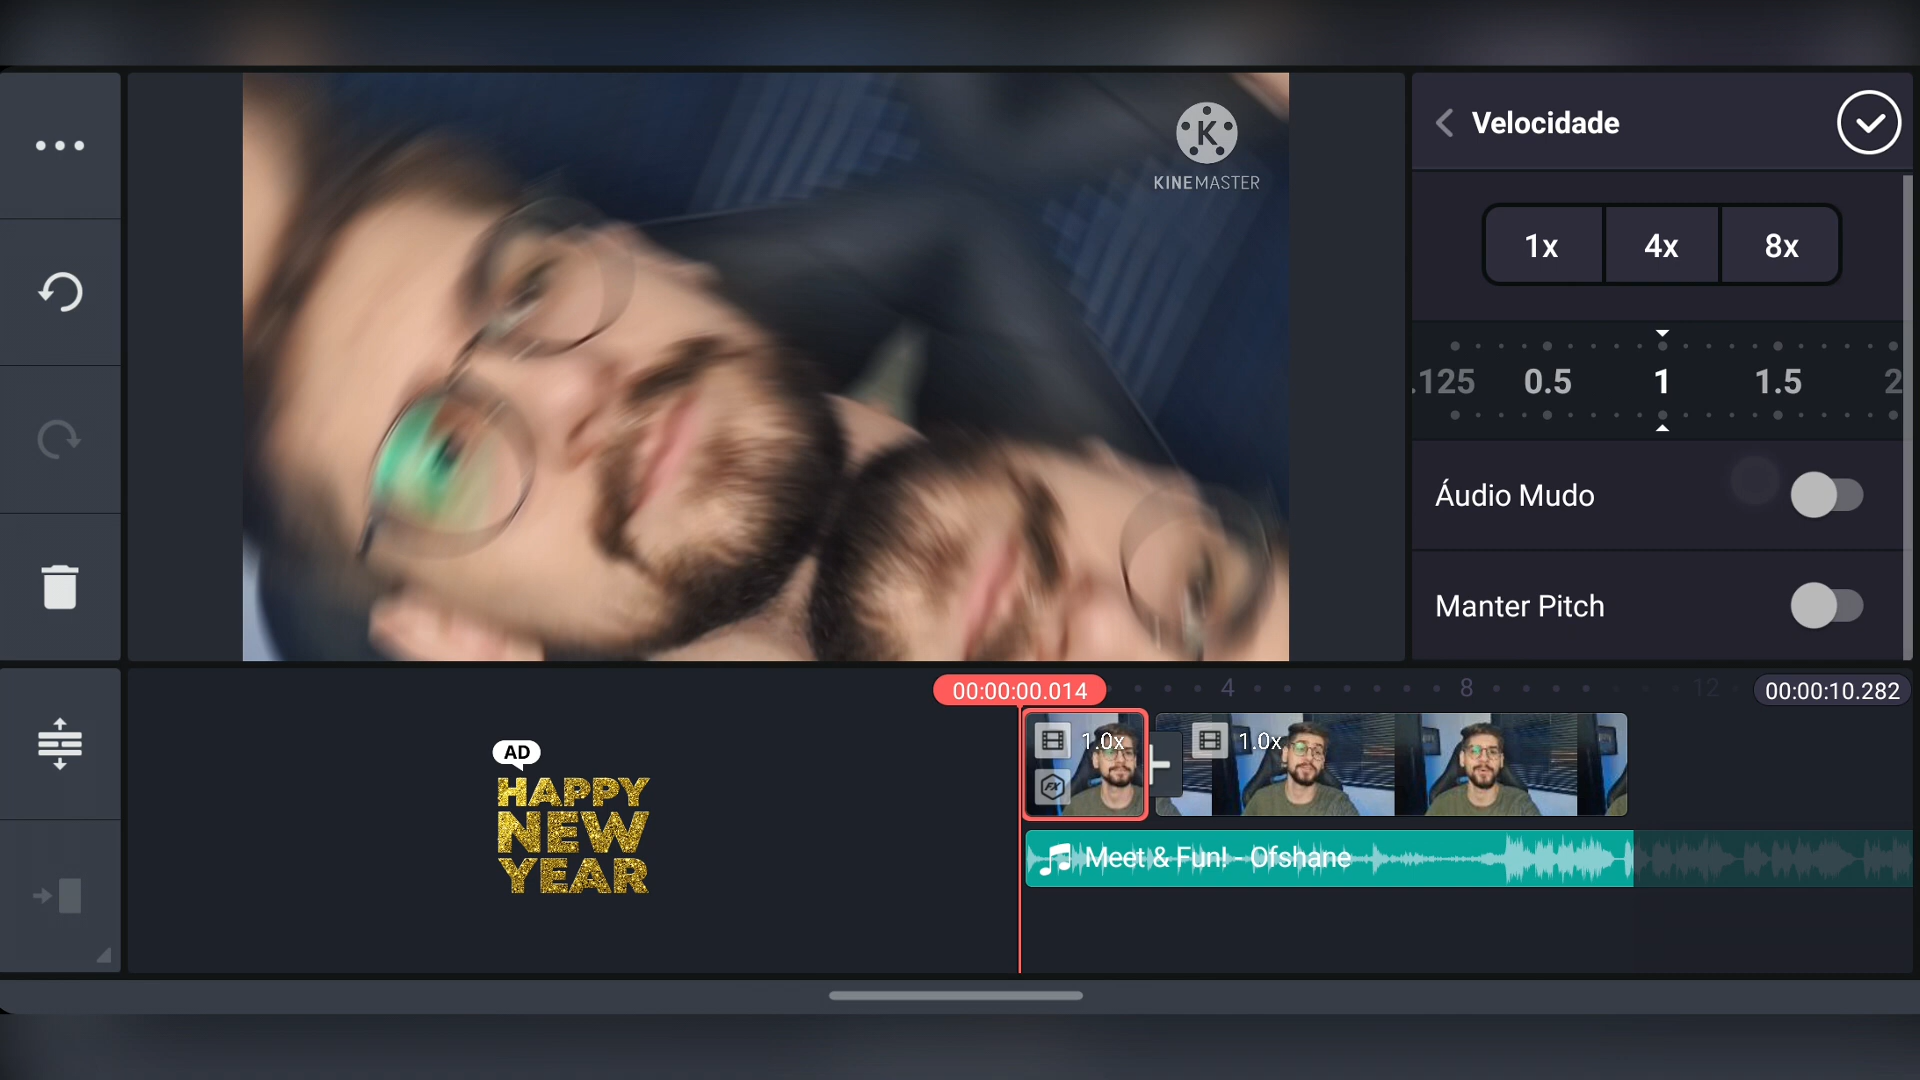 K
KINEMASTER
Velocidade
1x 4x 8x
.125 0.5 1 1.5 2
Áudio Mudo
Manter Pitch
00:00:00.014 4 8 12 00:00:10.282
1.0x 1.0x
FX
Meet & Fun! - Ofshane
AD
HAPPY
NEW
YEAR